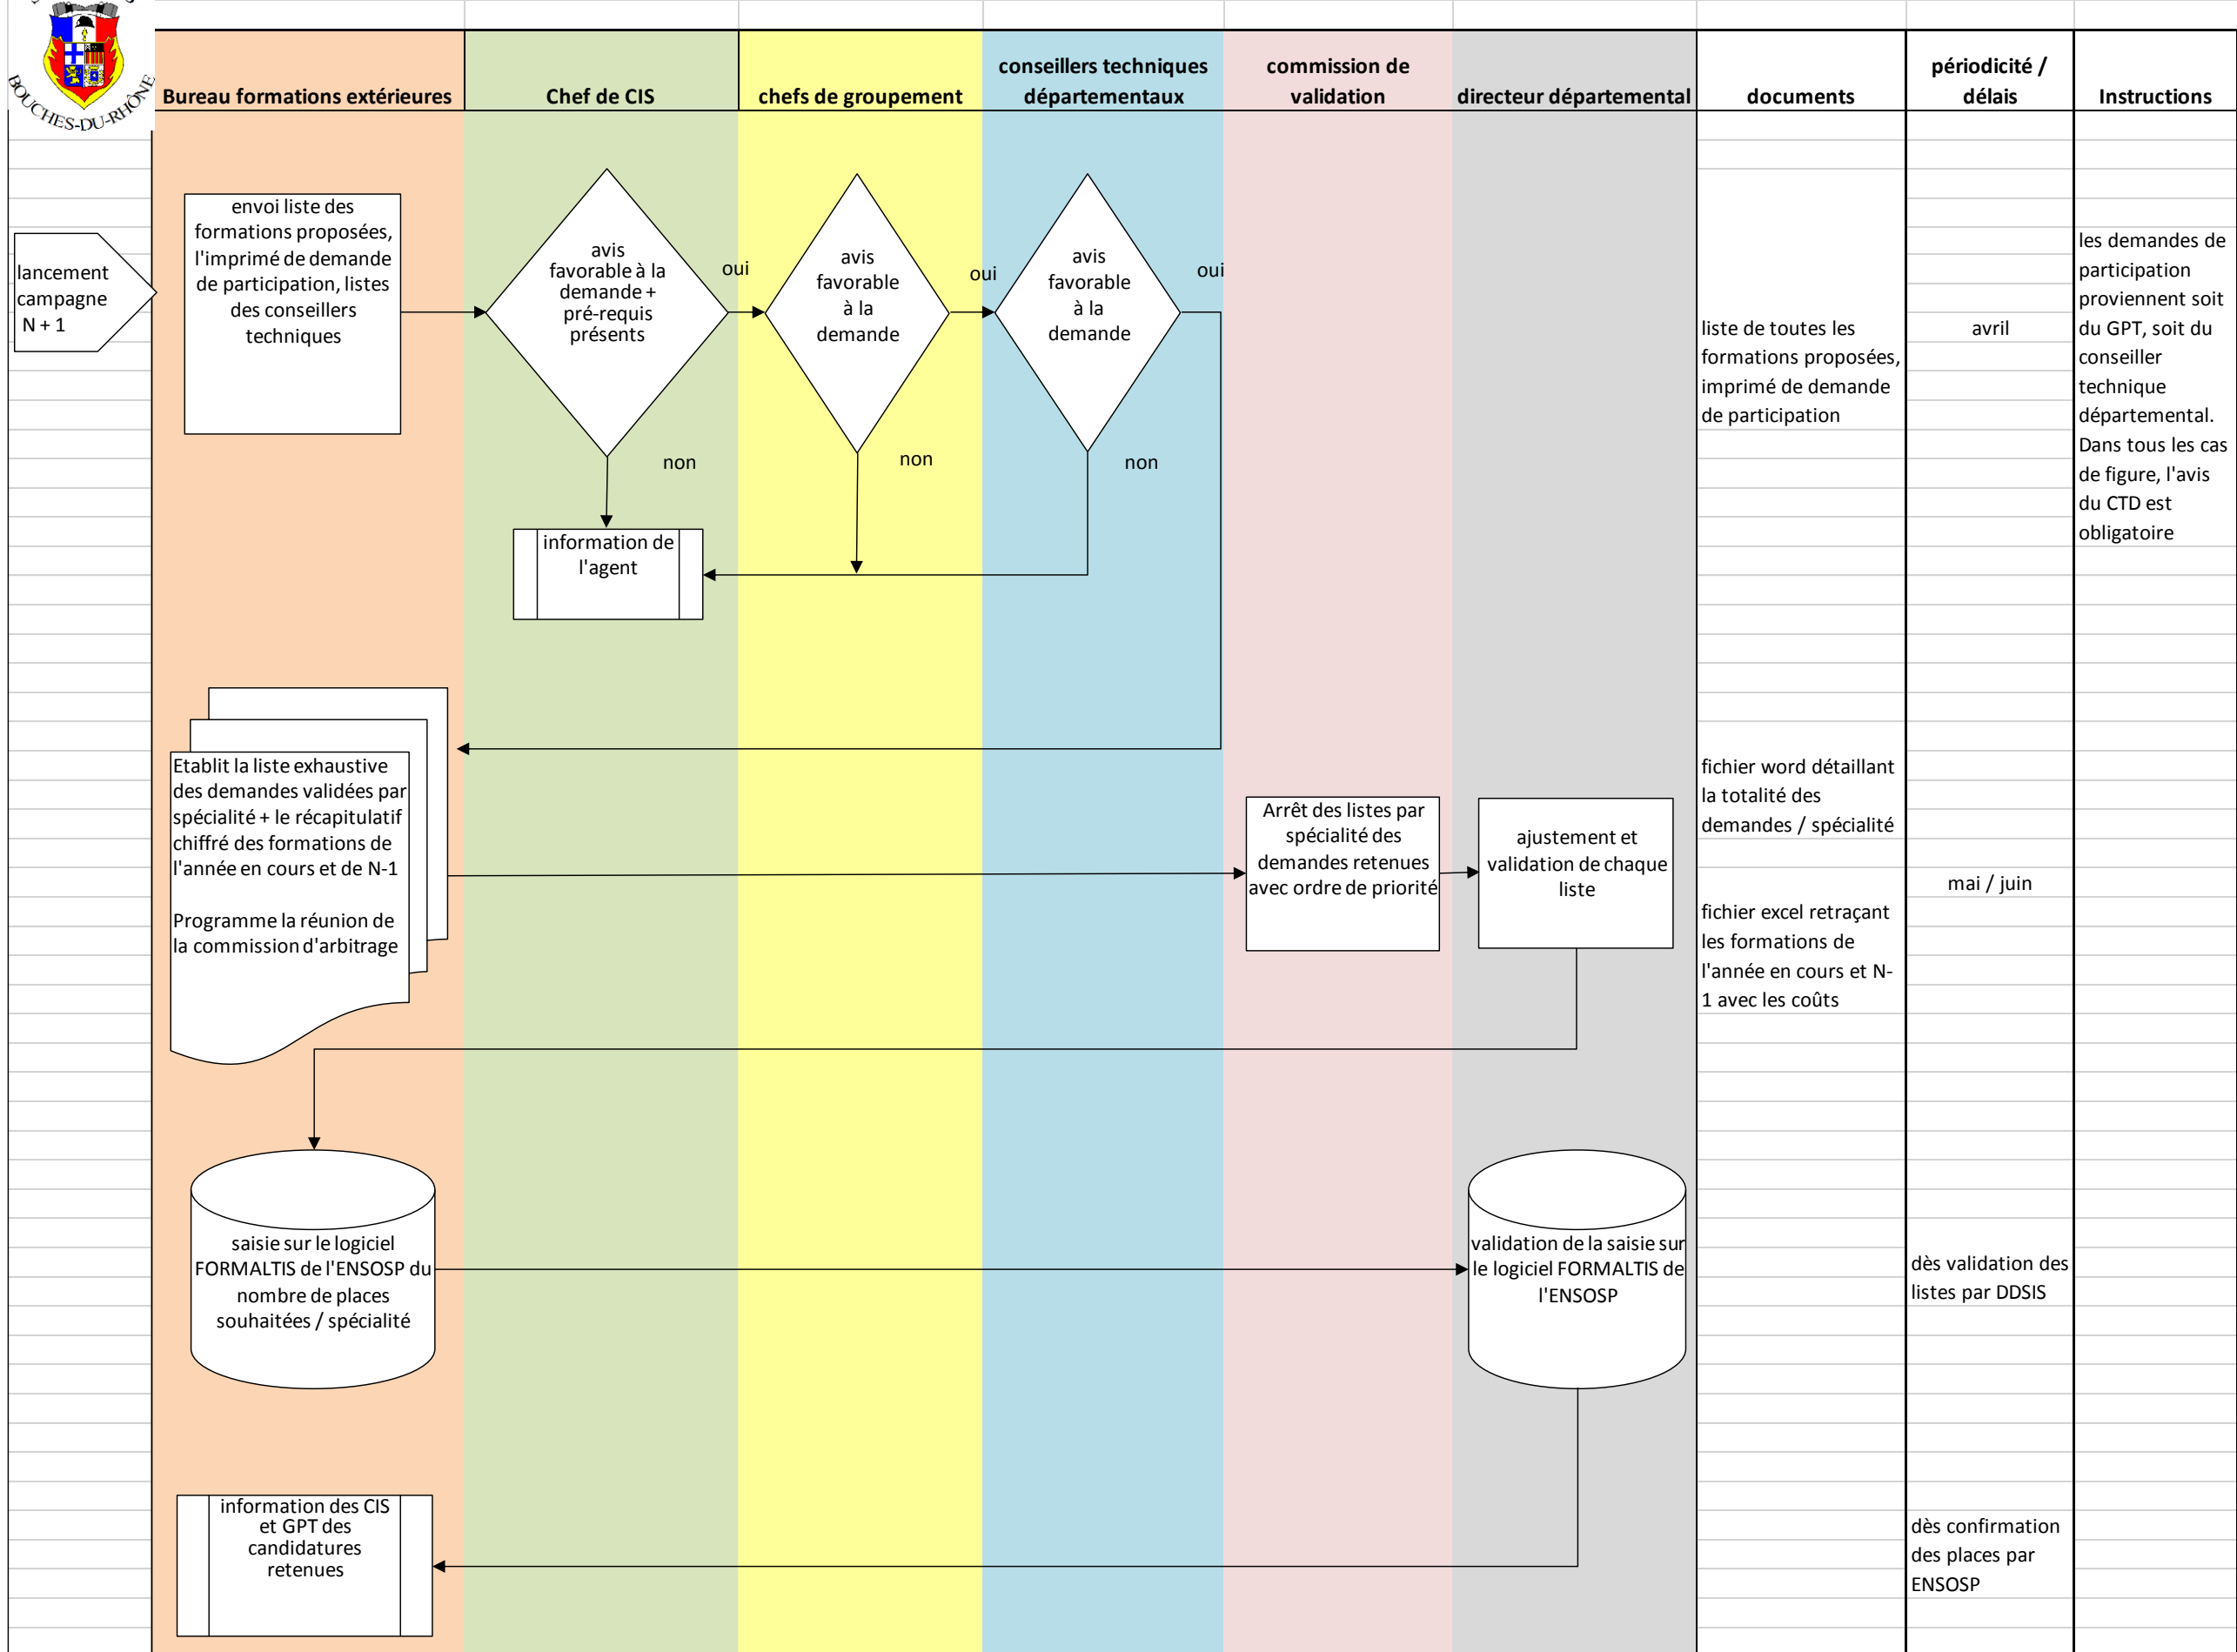 BOUCHES-DU-RHÔNE
Bureau formations extérieures
Chef de CIS
chefs de groupement
conseillers techniques
départementaux
commission de
validation
directeur départemental
documents
périodicité /
délais
Instructions
lancement
campagne
N + 1
envoi liste des
formations proposées,
l'imprimé de demande
de participation, listes
des conseillers
techniques
avis
favorable à la
demande +
pré-requis
présents
oui
non
avis
favorable
à la
demande
oui
non
avis
favorable
à la
demande
oui
non
information de
l'agent
liste de toutes les
formations proposées,
imprimé de demande
de participation
avril
les demandes de
participation
proviennent soit
du GPT, soit du
conseiller
technique
départemental.
Dans tous les cas
de figure, l'avis
du CTD est
obligatoire
Etablit la liste exhaustive
des demandes validées par
spécialité + le récapitulatif
chiffré des formations de
l'année en cours et de N-1
Programme la réunion de
la commission d'arbitrage
Arrêt des listes par
spécialité des
demandes retenues
avec ordre de priorité
ajustement et
validation de chaque
liste
fichier word détaillant
la totalité des
demandes / spécialité
fichier excel retraçant
les formations de
l'année en cours et N-
1 avec les coûts
mai / juin
saisie sur le logiciel
FORMALTIS de l'ENSOSP du
nombre de places
souhaitées / spécialité
validation de la saisie sur
le logiciel FORMALTIS de
l'ENSOSP
dès validation des
listes par DDSIS
information des CIS
et GPT des
candidatures
retenues
dès confirmation
des places par
ENSOSP